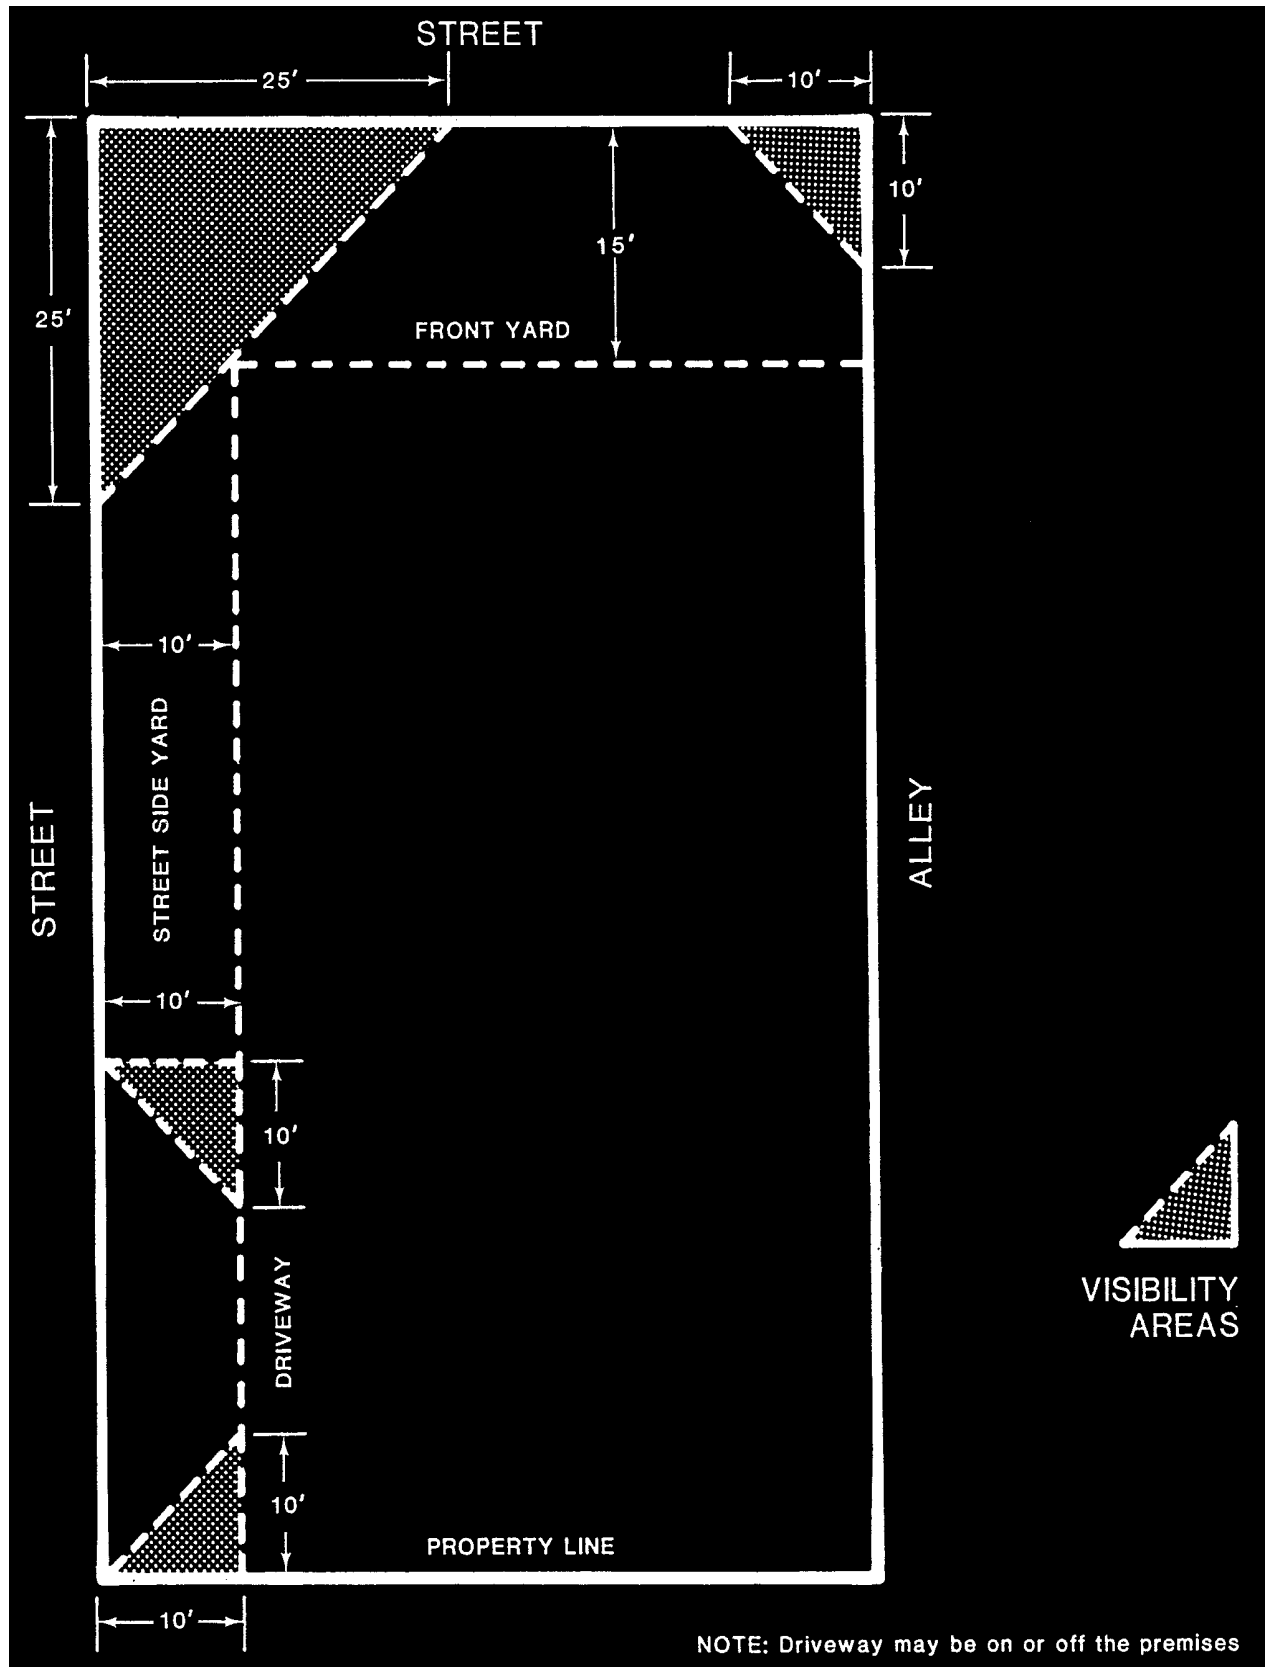 STREET
25'
10'
10'
15'
25'
FRONT YARD
10'
STREET SIDE YARD
STREET
ALLEY
10'
10'
DRIVEWAY
VISIBILITY
AREAS
10'
PROPERTY LINE
10'
NOTE: Driveway may be on or off the premises